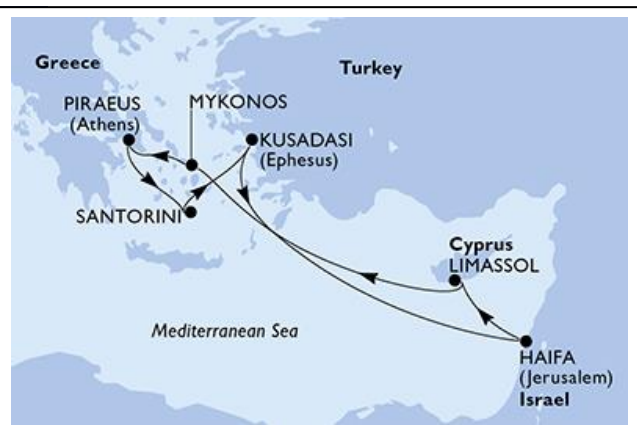 Greece
Turkey
PIRAEUS
(Athens)
MYKONOS
KUSADASI
(Ephesus)
SANTORINI
Cyprus
LIMASSOL
Mediterranean Sea
HAIFA
(Jerusalem)
Israel